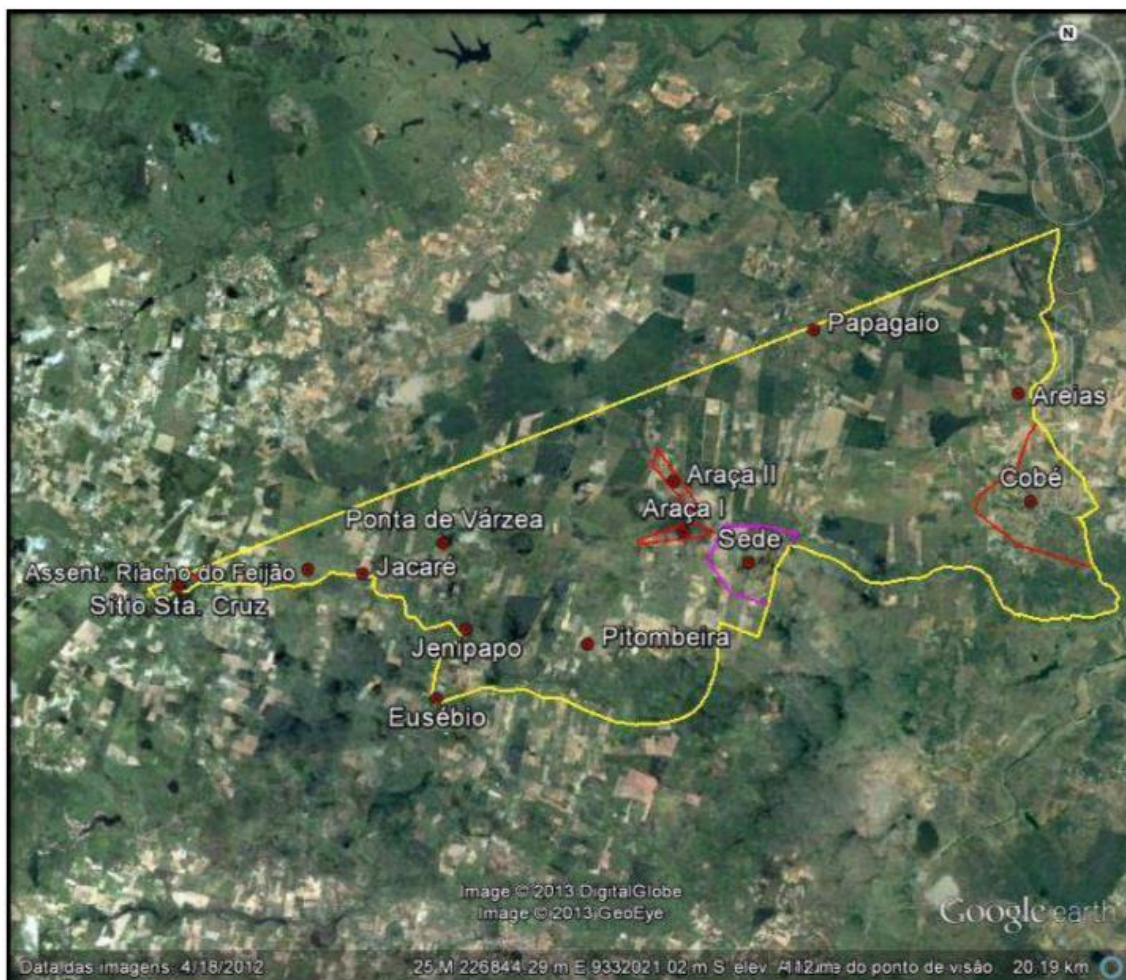 N
Papagaio
Areias
Araça II
Cobé
Araça I
Ponta de Várzea
Sede
Assent. Riacho do Feijão
Jacaré
Sítio Sta. Cruz
Jenipapo
Pitombeira
Eusébio
Image © 2013 DigitalGlobe
Image © 2013 GeoEye
Google earth
Data das imagens: 4/18/2012
25 M 226844.29 m E 9332021.02 m S elev
do ponto de visão 20.19 km